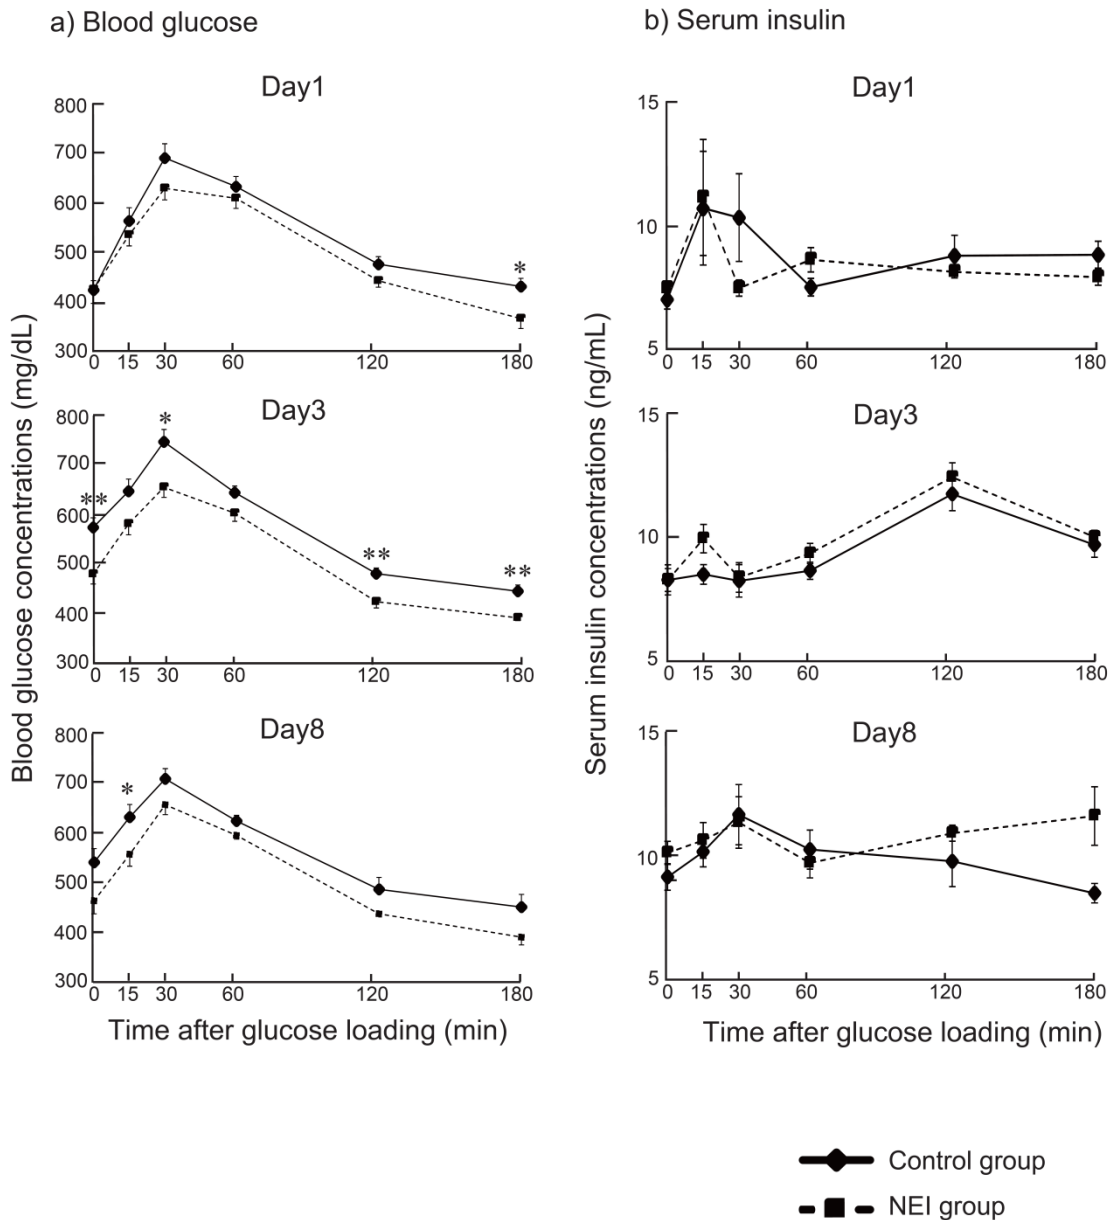 a) Blood glucose
b) Serum insulin
Blood glucose concentrations (mg/dL)
Day1
800
700
600
500
400
300
*
0 15 30 60 120 180
Day3
800
700
600
500
400
300
**
*
**
**
0 15 30 60 120 180
Day8
800
700
600
500
400
300
*
0 15 30 60 120 180
Time after glucose loading (min)
Serum insulin concentrations (ng/mL)
Day1
15
10
5
0 15 30 60 120 180
Day3
15
10
5
0 15 30 60 120 180
Day8
15
10
5
0 15 30 60 120 180
Time after glucose loading (min)
Control group
NEI group